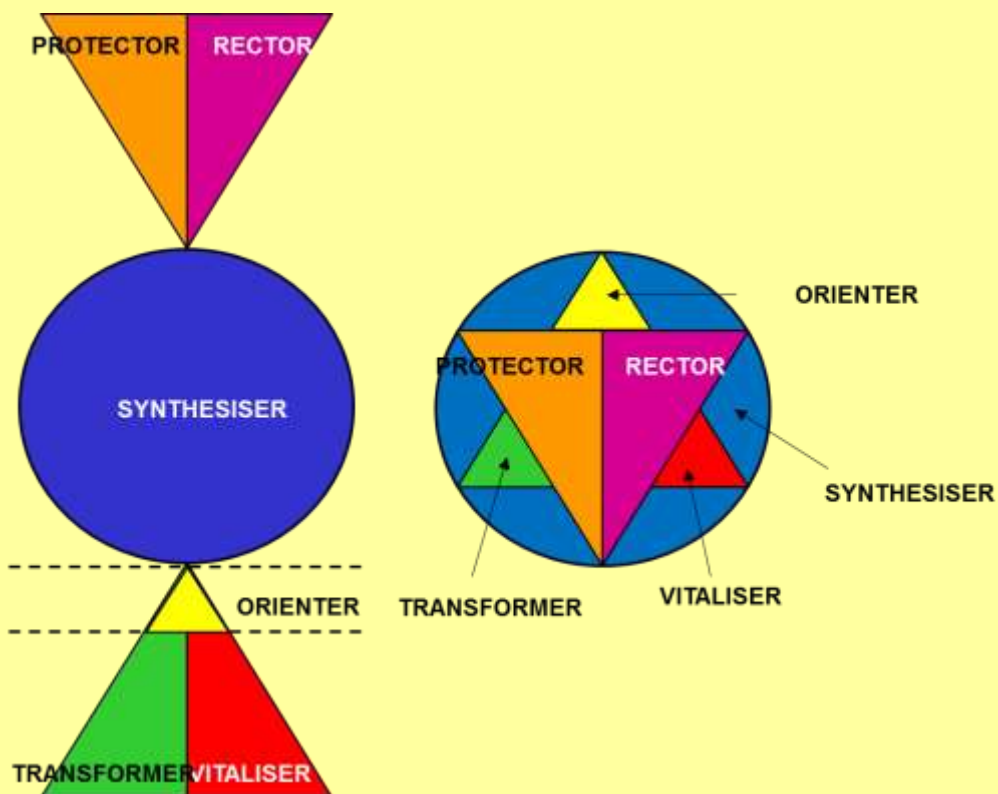 PROTECTOR RECTOR
SYNTHESISER
ORIENTER
TRANSFORMER VITALISER
ORIENTER
PROTECTOR RECTOR
SYNTHESISER
TRANSFORMER
VITALISER